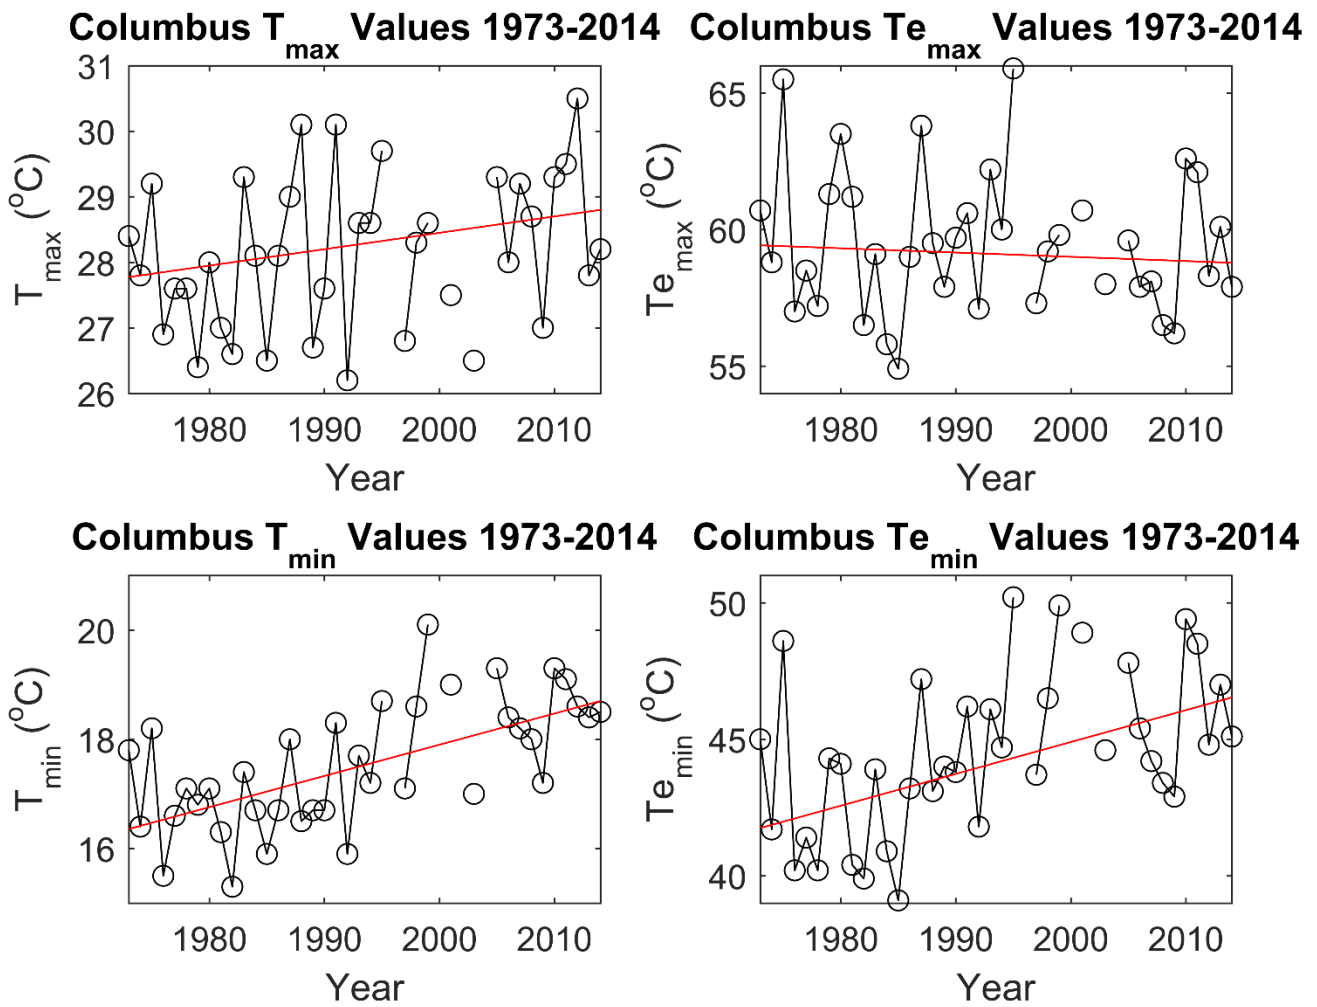 Columbus Tmax Values 1973-2014
Columbus Temax Values 1973-2014
31
30
29
28
27
26
Tmax (oC)
1980 1990 2000 2010
Year
65
60
55
Temax (oC)
1980 1990 2000 2010
Year
Columbus Tmin Values 1973-2014
Columbus Temin Values 1973-2014
20
18
16
Tmin (oC)
1980 1990 2000 2010
Year
50
45
40
Temin (oC)
1980 1990 2000 2010
Year